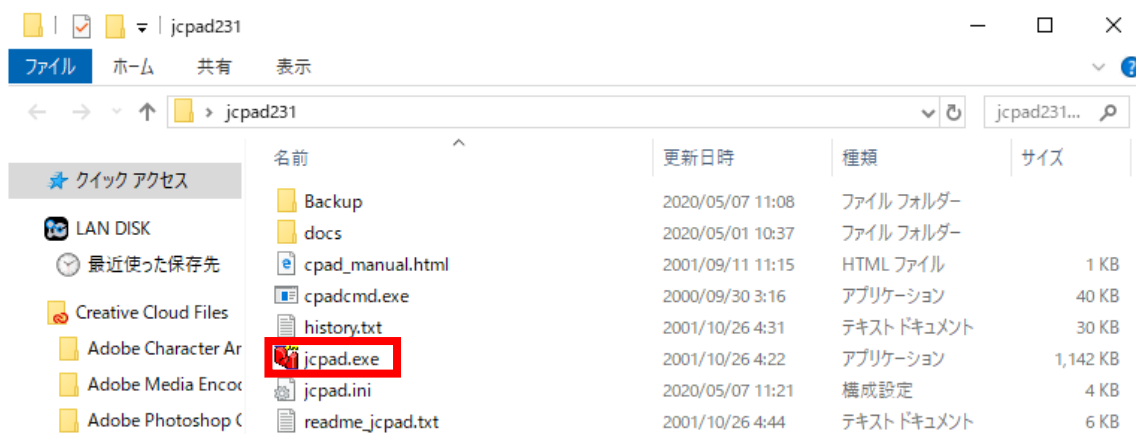 jcpad231
ファイル ホーム 共有 表示
jcpad231 jcpad231...
名前 更新日時 種類 サイズ
クイック アクセス
LAN DISK
最近使った保存先
Creative Cloud Files
Adobe Character Ar
Adobe Media Encod
Adobe Photoshop C
Backup 2020/05/07 11:08 ファイル フォルダー
docs 2020/05/01 10:37 ファイル フォルダー
cpad_manual.html 2001/09/11 11:15 HTML ファイル 1 KB
cpadcmd.exe 2000/09/30 3:16 アプリケーション 40 KB
history.txt 2001/10/26 4:31 テキスト ドキュメント 30 KB
jcpad.exe 2001/10/26 4:22 アプリケーション 1,142 KB
jcpad.ini 2020/05/07 11:21 構成設定 4 KB
readme_jcpad.txt 2001/10/26 4:44 テキスト ドキュメント 6 KB